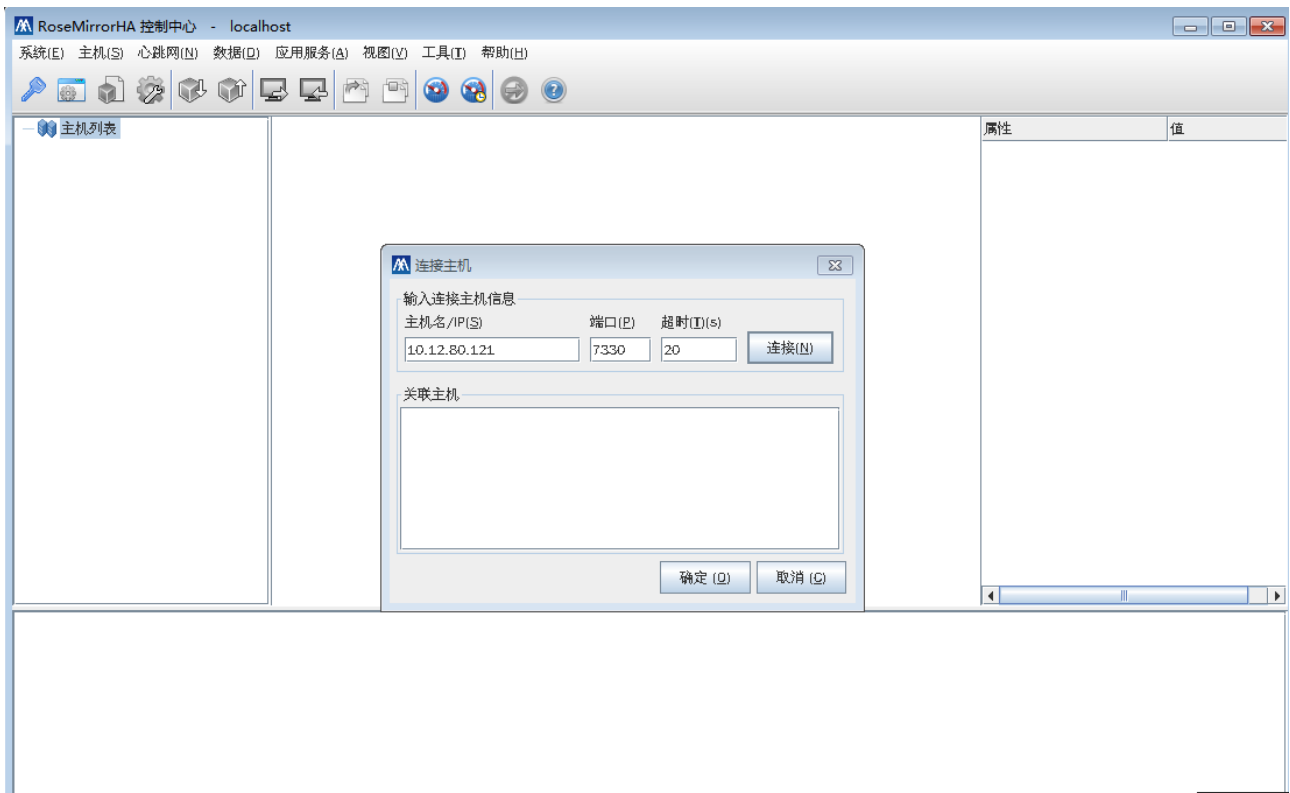 RoseMirrorHA 控制中心 - localhost
系统(E) 主机(S) 心跳网(N) 数据(D) 应用服务(A) 视图(V) 工具(T) 帮助(H)
主机列表
属性 值
连接主机
输入连接主机信息
主机名/IP(S) 端口(P) 超时(T)(s)
10.12.80.121 7330 20 连接(N)
关联主机
确定 (O) 取消 (C)